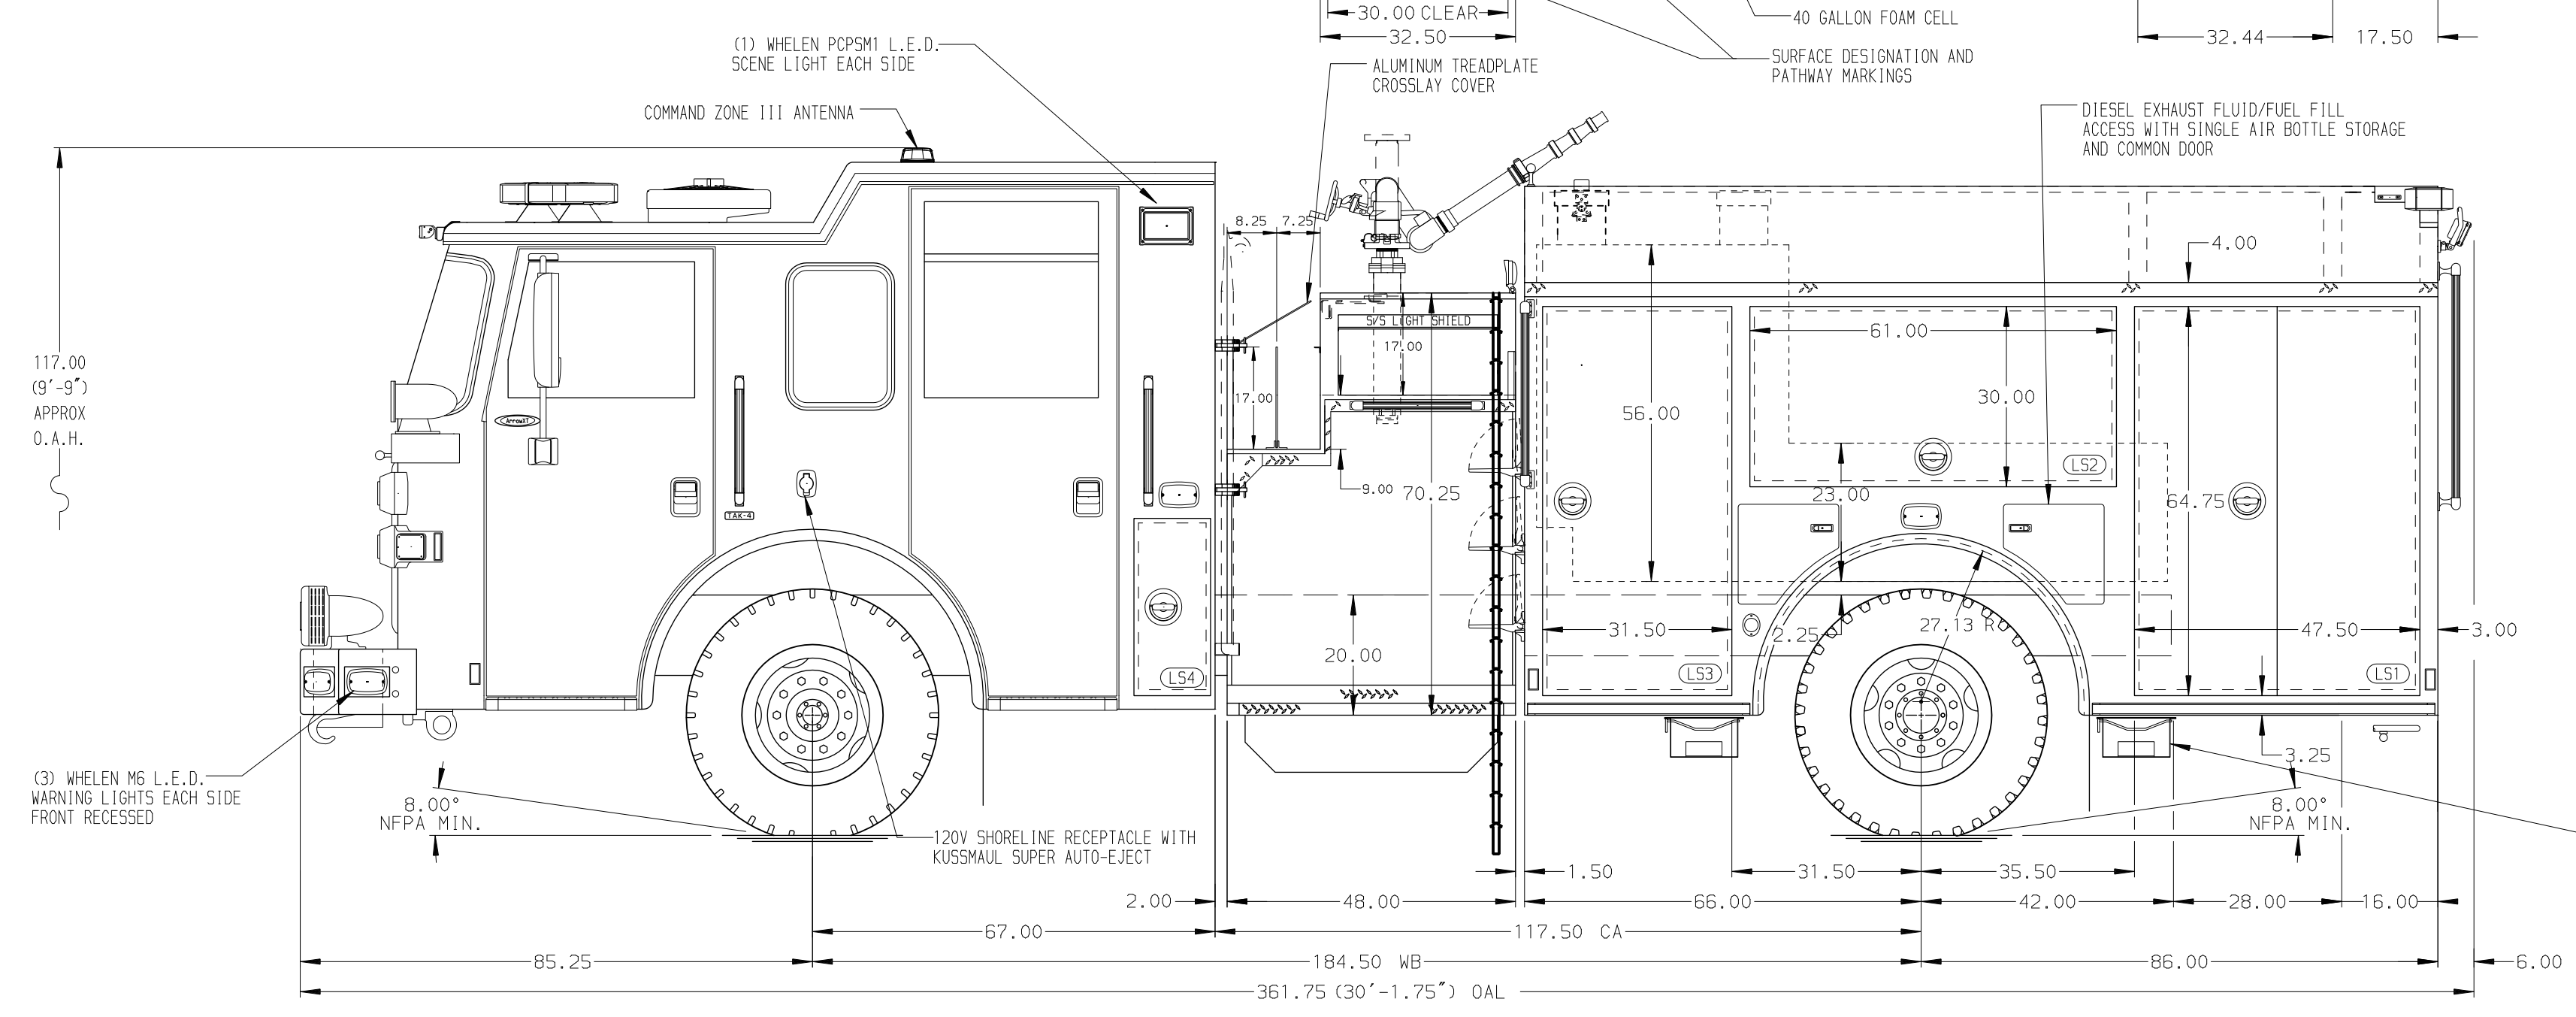 30.00 CLEAR
32.50
40 GALLON FOAM CELL
SURFACE DESIGNATION AND
PATHWAY MARKINGS
32.44
17.50
(1) WHELEN PCPSM1 L.E.D.
SCENE LIGHT EACH SIDE
ALUMINUM TREADPLATE
CROSSLAY COVER
COMMAND ZONE III ANTENNA
DIESEL EXHAUST FLUID/FUEL FILL
ACCESS WITH SINGLE AIR BOTTLE STORAGE
AND COMMON DOOR
8.25
7.25
4.00
117.00
(9'-9")
APPROX
O.A.H.
S/S LIGHT SHIELD
17.00
17.00
61.00
30.00
56.00
ArrowXT
TAK-4
9.00
70.25
23.00
64.75
LS2
20.00
31.50
2.25
27.13 R
47.50
3.00
LS4
LS3
LS1
3.25
(3) WHELEN M6 L.E.D.
WARNING LIGHTS EACH SIDE
FRONT RECESSED
8.00°
NFPA MIN.
8.00°
NFPA MIN.
120V SHORELINE RECEPTACLE WITH
KUSSMAUL SUPER AUTO-EJECT
1.50
31.50
35.50
2.00
48.00
66.00
42.00
28.00
16.00
67.00
117.50 CA
85.25
184.50 WB
86.00
6.00
361.75 (30'-1.75") OAL